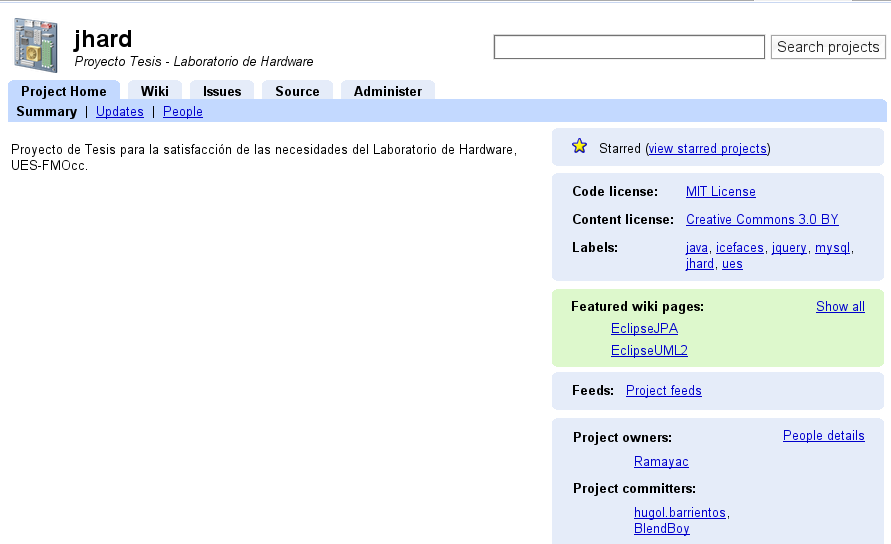 jhard
Proyecto Tesis - Laboratorio de Hardware
Search projects
Project Home Wiki Issues Source Administer
Summary | Updates | People
Proyecto de Tesis para la satisfacción de las necesidades del Laboratorio de Hardware,
UES-FMOcc.
Starred (view starred projects)
Code license: MIT License
Content license: Creative Commons 3.0 BY
Labels: java, icefaces, jquery, mysql,
jhard, ues
Featured wiki pages: Show all
EclipseJPA
EclipseUML2
Feeds: Project feeds
Project owners: People details
Ramayac
Project committers:
hugol.barrientos,
BlendBoy